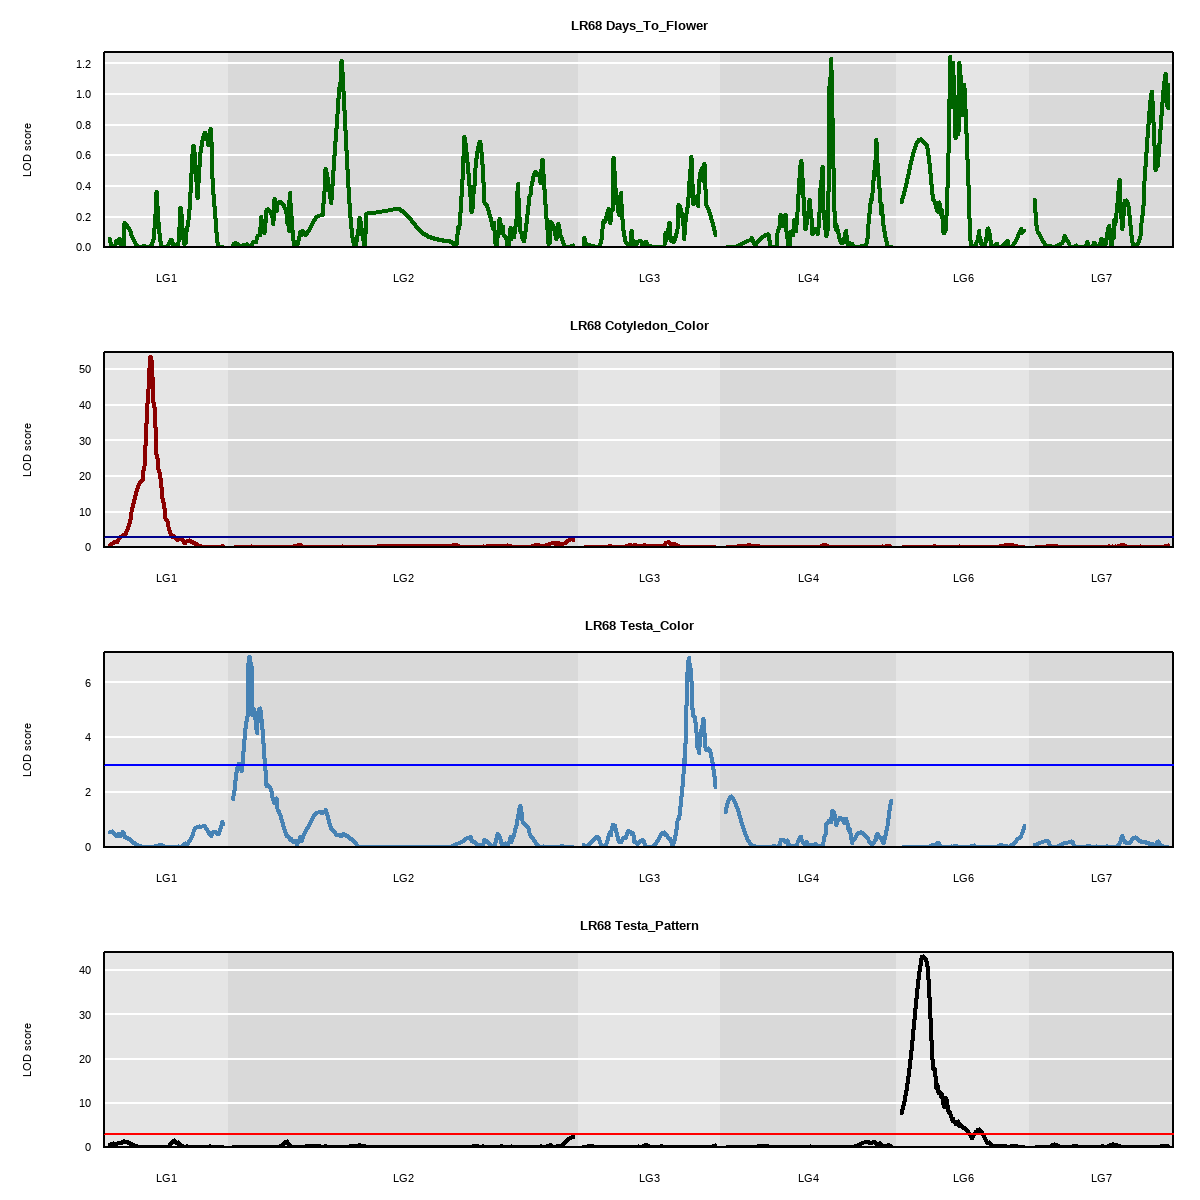 LR68 Days_To_Flower
LOD score
1.2
1.0
0.8
0.6
0.4
0.2
0.0
LG1 LG2 LG3 LG4 LG6 LG7
LR68 Cotyledon_Color
LOD score
50
40
30
20
10
0
LG1 LG2 LG3 LG4 LG6 LG7
LR68 Testa_Color
LOD score
6
4
2
0
LG1 LG2 LG3 LG4 LG6 LG7
LR68 Testa_Pattern
LOD score
40
30
20
10
0
LG1 LG2 LG3 LG4 LG6 LG7